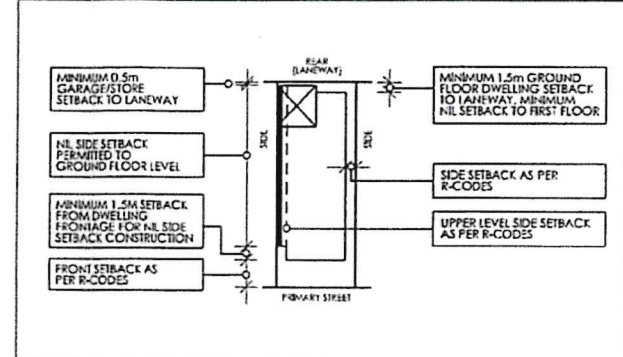 MINIMUM 0.5m
GARAGE/STORE
SETBACK TO LANEWAY
NIL SIDE SETBACK
PERMITTED TO
GROUND FLOOR LEVEL
MINIMUM 1.5M SETBACK
FROM DWELLING
FRONTAGE FOR NIL SIDE
SETBACK CONSTRUCTION
FRONT SETBACK AS
PER R-CODES
REAR
(LANEWAY)
SIDE
SIDE
PRIMARY STREET
MINIMUM 1.5m GROUND
FLOOR DWELLING SETBACK
TO LANEWAY. MINIMUM
NIL SETBACK TO FIRST FLOOR
SIDE SETBACK AS PER
R-CODES
UPPER LEVEL SIDE SETBACK
AS PER R-CODES